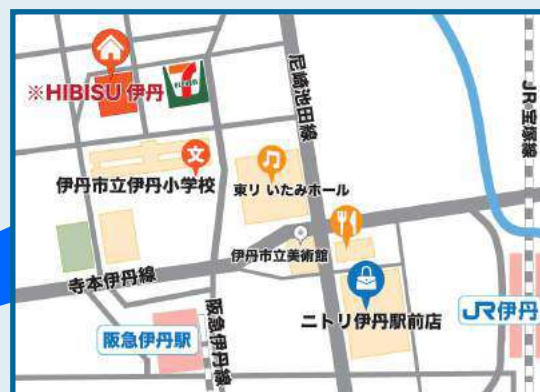 ※HIBISU 伊丹
7
ELEVEn
尼崎池田線
JR宝塚線
文
伊丹市立伊丹小学校
東リ いたみホール
伊丹市立美術館
寺本伊丹線
ニトリ伊丹駅前店
JR伊丹
阪急伊丹駅
阪急伊丹線